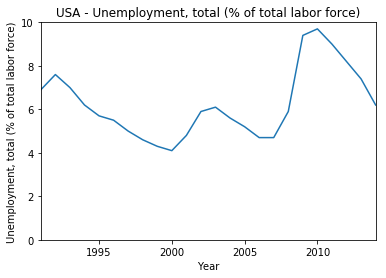 USA - Unemployment, total (% of total labor force)
Unemployment, total (% of total labor force)
10
8
6
4
2
0
1995 2000 2005 2010
Year